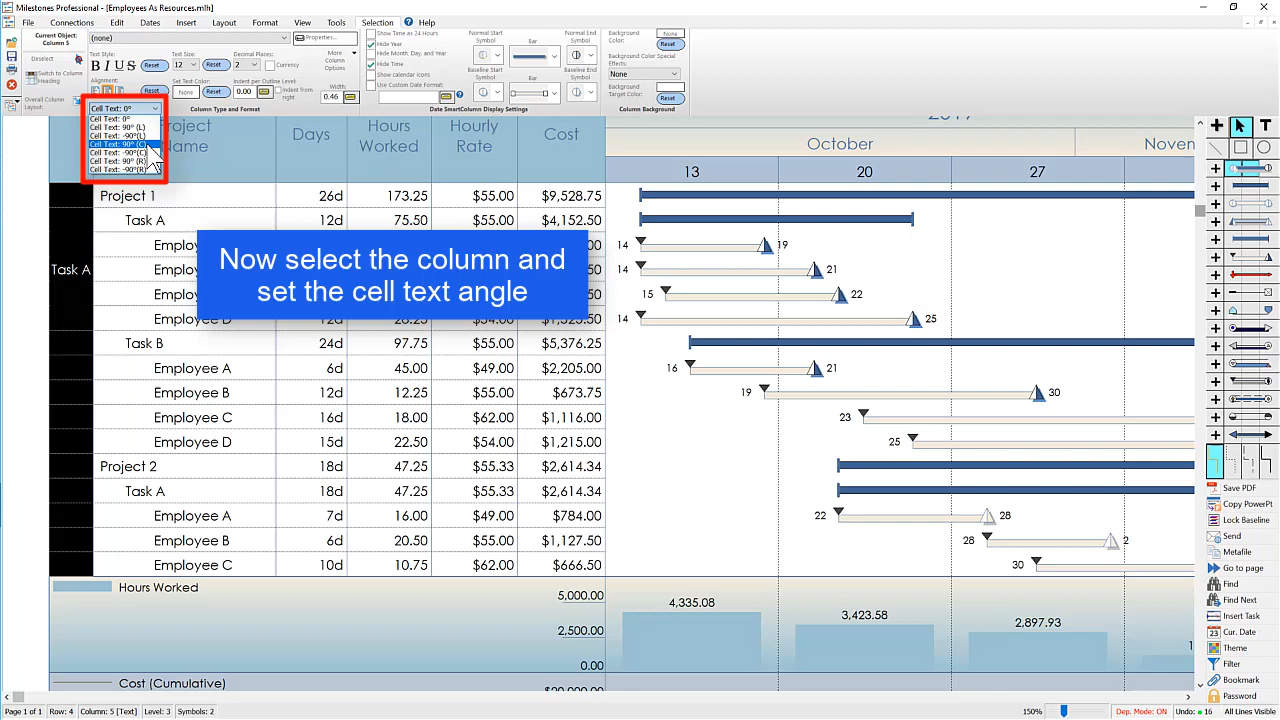 Milestones Professional - [Employees As Resources.mlh]
File Connections Edit Dates Insert Layout Format View Tools Selection Help
Current Object:
Column 5
Deselect
Switch to Column
Heading
Overall Column
Layout:
(none)
Properties...
Text Style: Text Size: Decimal Places: More
B I U S Reset 12 Reset 2 Currency Column
Options
Alignment: Set Text Color: Indent per Outline Level: Width:
Reset None Reset 0.00 Indent from
right 0.46
Column Type and Format
Show Time as 24 Hours
Hide Year
Hide Month, Day, and Year
Hide Time
Show calendar icons
Use Custom Date Format:
Normal Start
Symbol Bar Normal End
Symbol
Baseline Start
Symbol Bar Baseline End
Symbol
Date SmartColumn Display Settings
Background
Color: None
Reset
Background Color Special
Effects
None
Background
Target Color:
Reset
Column Background
Cell Text: 0º
Cell Text: 0º
Cell Text: 90º (L)
Cell Text: -90º(L)
Cell Text: 90º (C)
Cell Text: -90º(C)
Cell Text: 90º (R)
Cell Text: -90º(R)
Project
Name Days Hours
Worked Hourly
Rate Cost
2017
October Novem
13 20 27
Project 1 26d 173.25 $55.00 $9,528.75
Task A 12d 75.50 $55.00 $4,152.50
Now select the column and
set the cell text angle
Task A
14 19
14 21
15 22
14 25
Task B 24d 97.75 $55.00 $5,376.25
Employee A 6d 45.00 $49.00 $2,205.00 16 21
Employee B 12d 12.25 $55.00 $673.75 19 30
Employee C 16d 18.00 $62.00 $1,116.00 23
Employee D 15d 22.50 $54.00 $1,215.00 25
Project 2 18d 47.25 $55.33 $2,614.34
Task A 18d 47.25 $55.33 $2,614.34
Employee A 7d 16.00 $49.00 $784.00 22 28
Employee B 6d 20.50 $55.00 $1,127.50 28 2
Employee C 10d 10.75 $62.00 $666.50 30
Hours Worked
5,000.00
2,500.00
0.00
4,335.08 3,423.58 2,897.93
Cost (Cumulative)
Save PDF
Copy PowerPt
Lock Baseline
Send
Metafile
Go to page
Find
Find Next
Insert Task
23 Cur. Date
Theme
Filter
Bookmark
Password
Page 1 of 1 Row: 4 Column: 5 [Text] Level: 3 Symbols: 2 150% Dep. Mode: ON Undo: 16 All Lines Visible